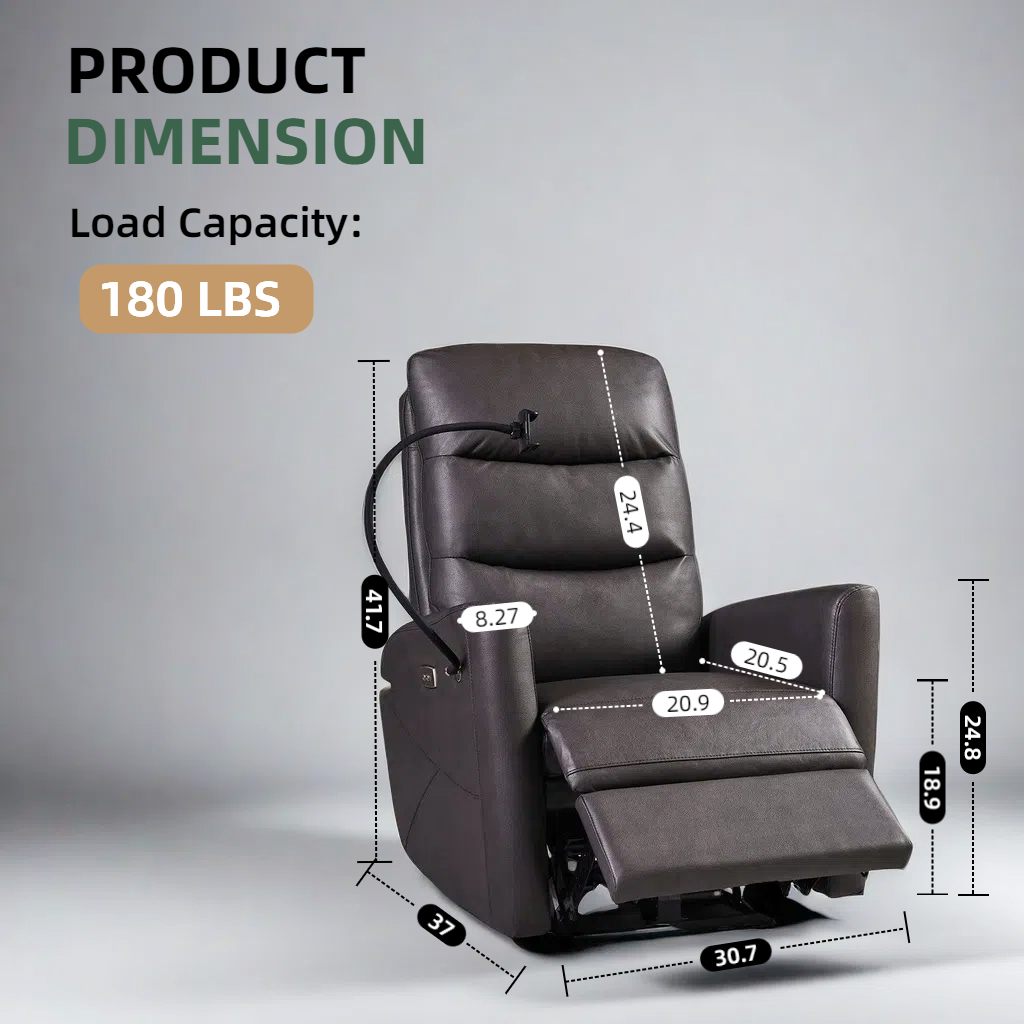 PRODUCT
DIMENSION
Load Capacity:
180 LBS
24.4
41.7
8.27
20.5
20.9
24.8
18.9
37
30.7